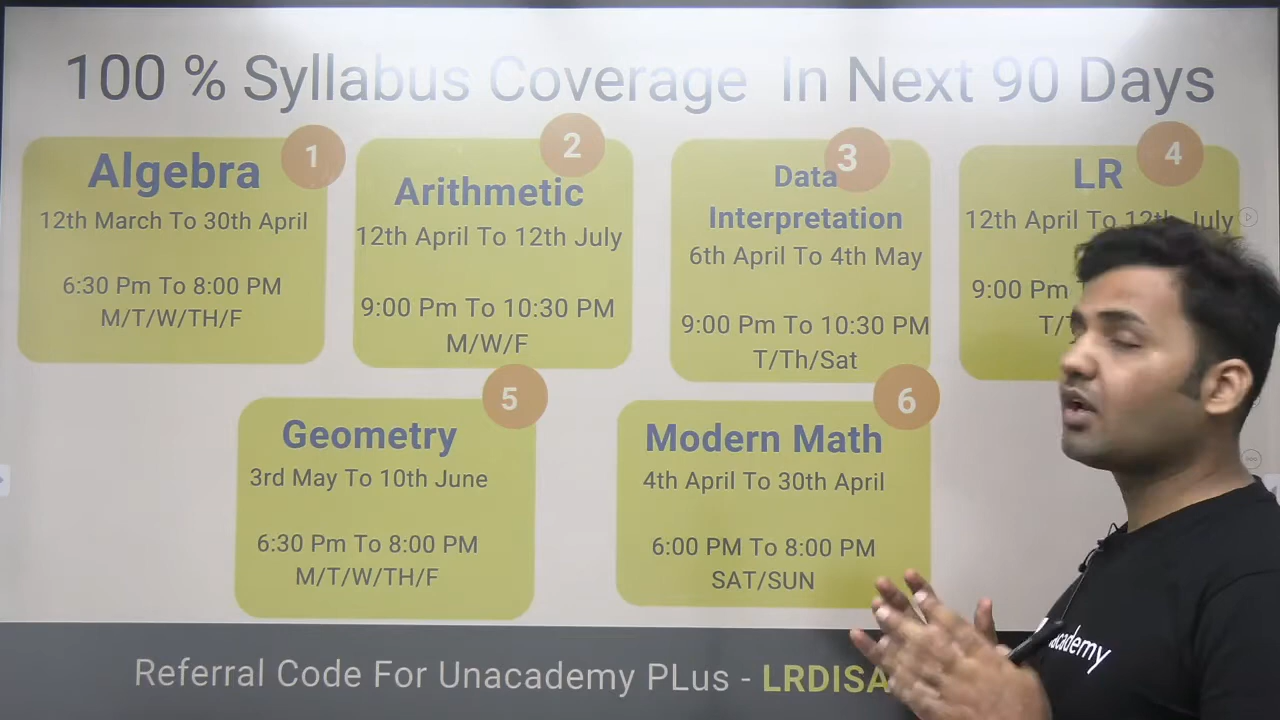 100 % Syllabus Coverage In Next 90 Days
1
Algebra
12th March To 30th April
6:30 Pm To 8:00 PM
M/T/W/TH/F
2
Arithmetic
12th April To 12th July
9:00 Pm To 10:30 PM
M/W/F
3
Data
Interpretation
6th April To 4th May
9:00 Pm To 10:30 PM
T/Th/Sat
4
LR
12th April To 12th July
9:00 Pm
5
Geometry
3rd May To 10th June
6:30 Pm To 8:00 PM
M/T/W/TH/F
6
Modern Math
4th April To 30th April
6:00 PM To 8:00 PM
SAT/SUN
Referral Code For Unacademy PLus - LRDISA